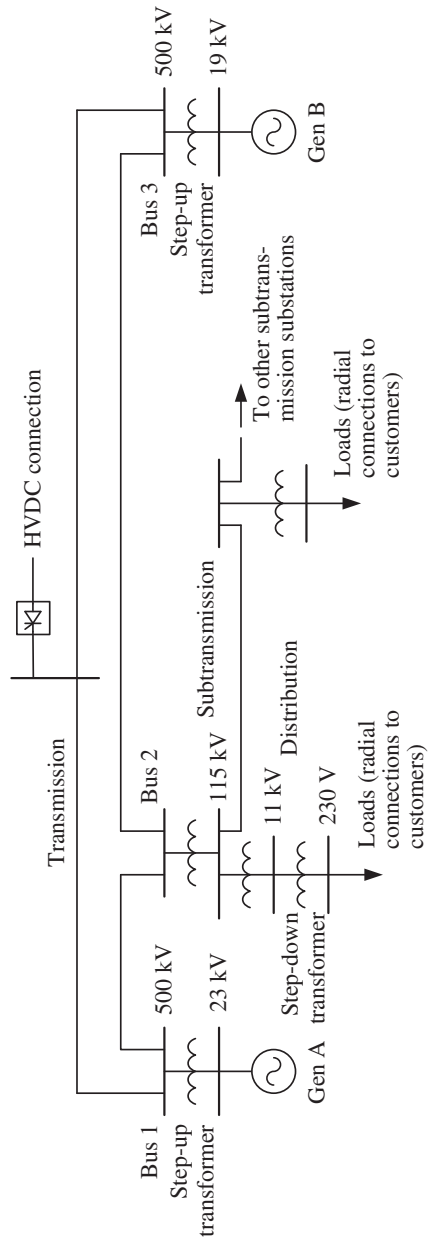 HVDC connection
Transmission
Bus 1
500 kV
Step-up
transformer
23 kV
Gen A
Bus 2
115 kV
Subtransmission
11 kV
Distribution
Step-down
transformer
230 V
Loads (radial
connections to
customers)
To other subtrans-
mission substations
Loads (radial
connections to
customers)
Bus 3
500 kV
Step-up
transformer
19 kV
Gen B